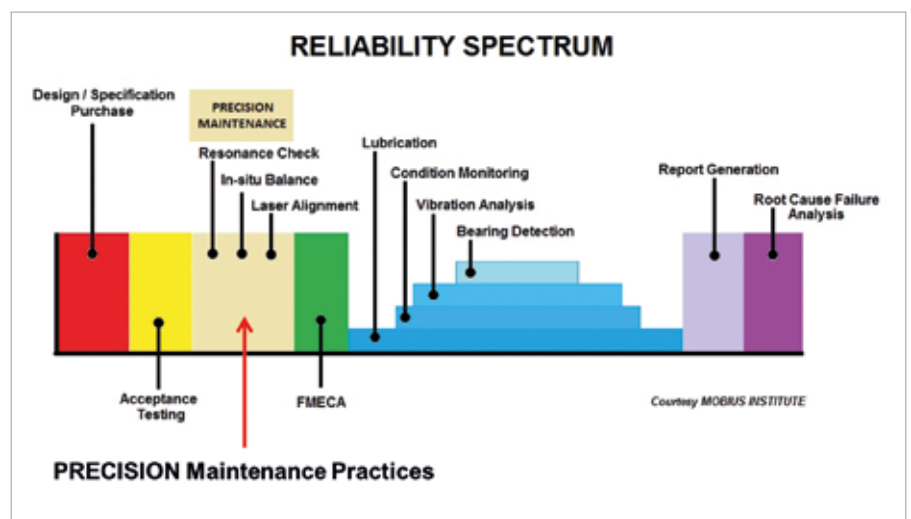 RELIABILITY SPECTRUM
Design / Specification
Purchase
PRECISION
MAINTENANCE
Resonance Check
In-situ Balance
Laser Alignment
Lubrication
Condition Monitoring
Vibration Analysis
Bearing Detection
Report Generation
Root Cause Failure
Analysis
Acceptance
Testing
FMECA
Courtesy MOBIUS INSTITUTE
PRECISION Maintenance Practices